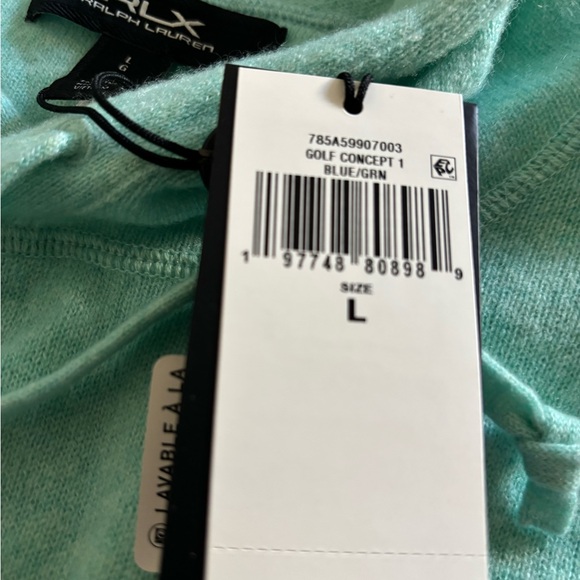 RLX
RALPH LAUREN
L
G
785A59907003
GOLF CONCEPT 1
BLUE/GRN
1 97748 80898 9
SIZE
L
LAVABLE À LA